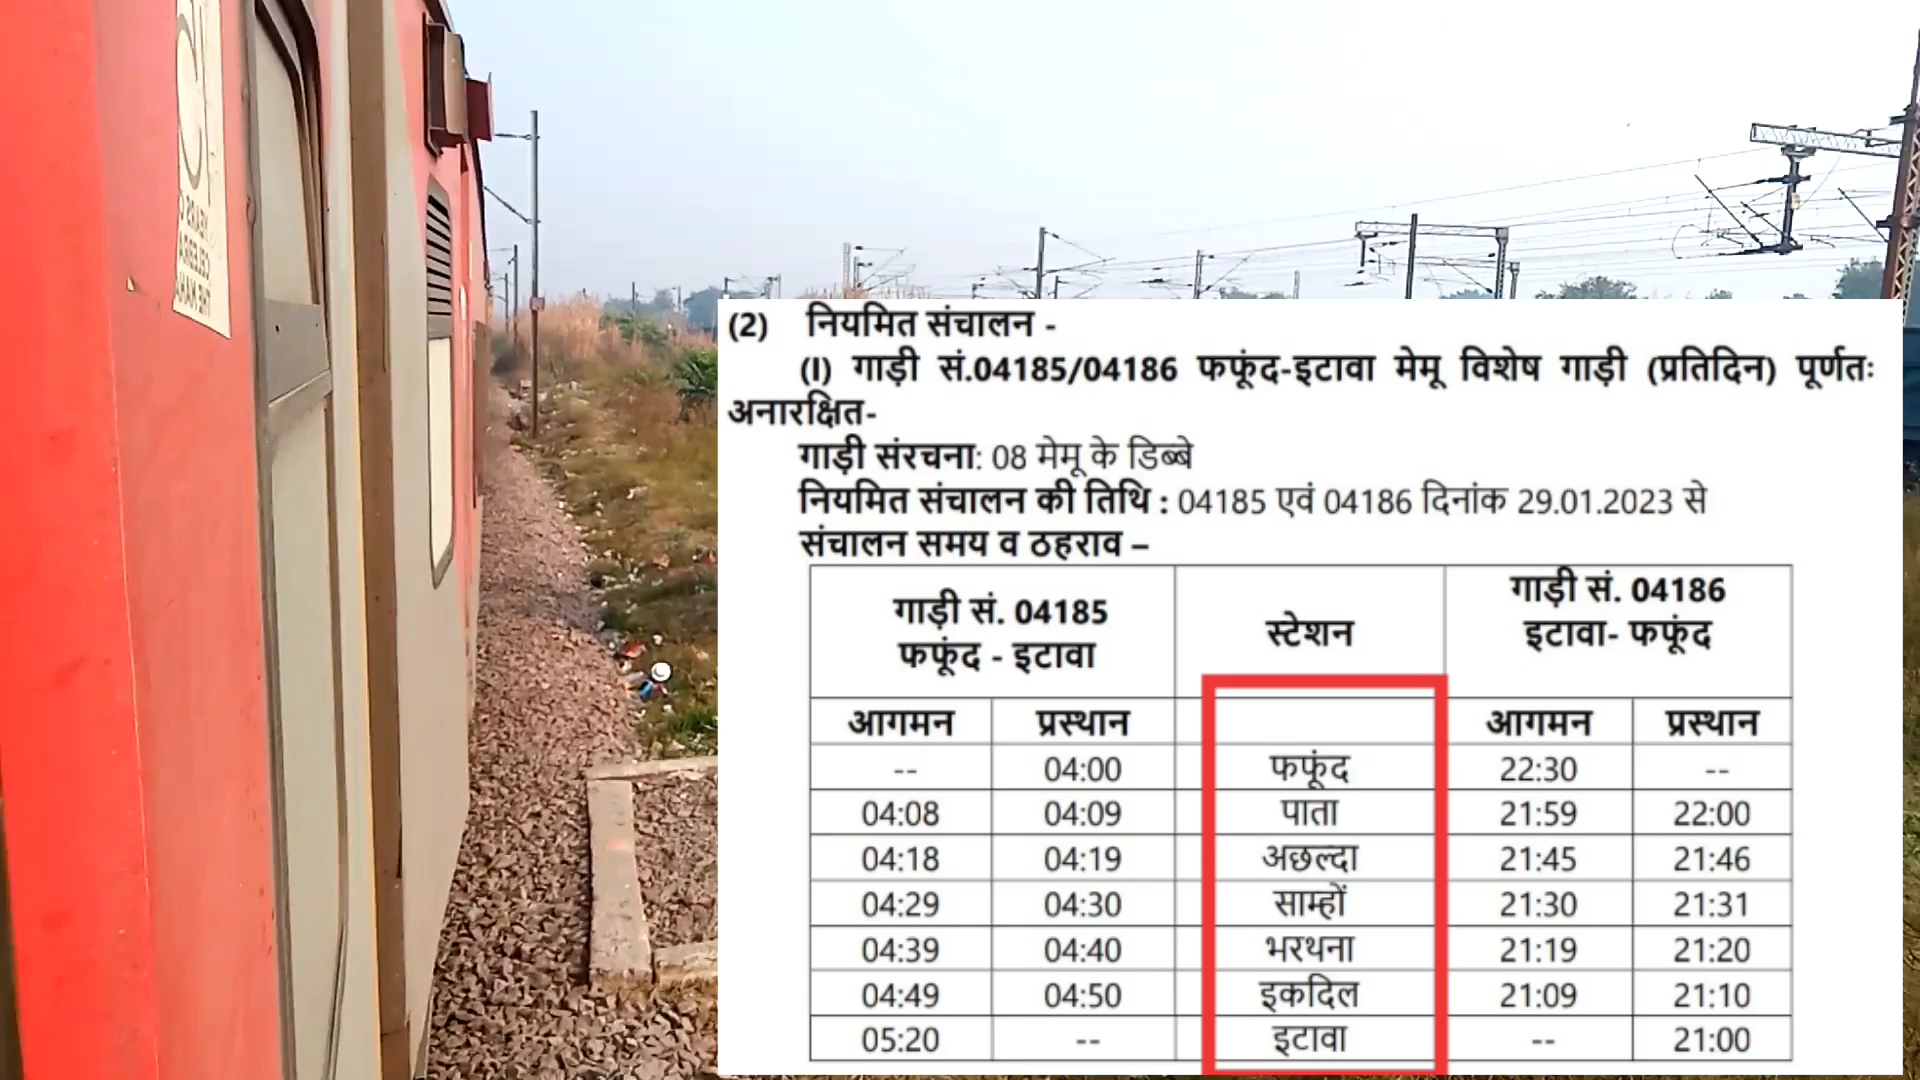 (2) नियमित संचालन -
(I) गाड़ी सं.04185/04186 फफूंद-इटावा मेमू विशेष गाड़ी (प्रतिदिन) पूर्णतः
अनारक्षित-
गाड़ी संरचना: 08 मेमू के डिब्बे
नियमित संचालन की तिथि : 04185 एवं 04186 दिनांक 29.01.2023 से
संचालन समय व ठहराव –
गाड़ी सं. 04185 फफूंद - इटावा स्टेशन गाड़ी सं. 04186 इटावा- फफूंद
आगमन प्रस्थान आगमन प्रस्थान
-- 04:00 फफूंद 22:30 --
04:08 04:09 पाता 21:59 22:00
04:18 04:19 अछल्दा 21:45 21:46
04:29 04:30 साम्हों 21:30 21:31
04:39 04:40 भरथना 21:19 21:20
04:49 04:50 इकदिल 21:09 21:10
05:20 -- इटावा -- 21:00